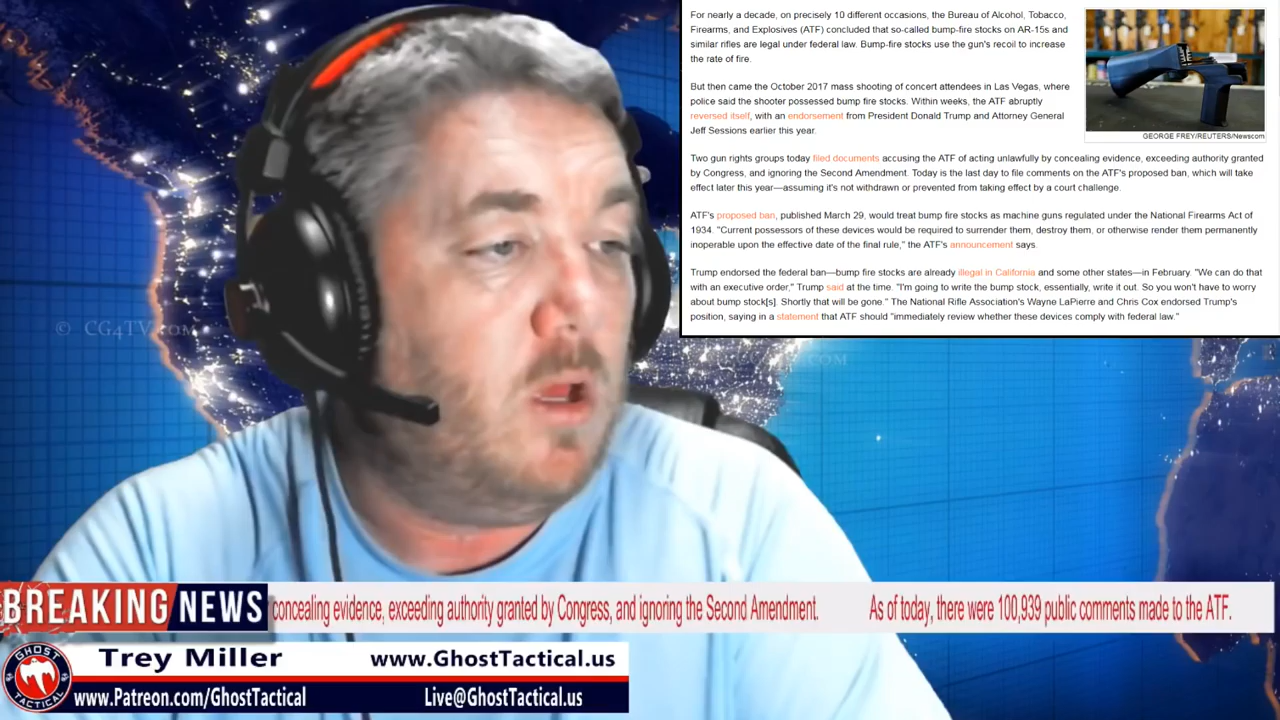 For nearly a decade, on precisely 10 different occasions, the Bureau of Alcohol, Tobacco,
Firearms, and Explosives (ATF) concluded that so-called bump-fire stocks on AR-15s and
similar rifles are legal under federal law. Bump-fire stocks use the gun's recoil to increase
the rate of fire.
But then came the October 2017 mass shooting of concert attendees in Las Vegas, where
police said the shooter possessed bump fire stocks. Within weeks, the ATF abruptly
reversed itself, with an endorsement from President Donald Trump and Attorney General
Jeff Sessions earlier this year.
GEORGE FREY/REUTERS/Newscom
Two gun rights groups today filed documents accusing the ATF of acting unlawfully by concealing evidence, exceeding authority granted
by Congress, and ignoring the Second Amendment. Today is the last day to file comments on the ATF's proposed ban, which will take
effect later this year—assuming it's not withdrawn or prevented from taking effect by a court challenge.
ATF's proposed ban, published March 29, would treat bump fire stocks as machine guns regulated under the National Firearms Act of
1934. "Current possessors of these devices would be required to surrender them, destroy them, or otherwise render them permanently
inoperable upon the effective date of the final rule," the ATF's announcement says.
Trump endorsed the federal ban—bump fire stocks are already illegal in California and some other states—in February. "We can do that
with an executive order," Trump said at the time. "I'm going to write the bump stock, essentially, write it out. So you won't have to worry
about bump stock[s]. Shortly that will be gone." The National Rifle Association's Wayne LaPierre and Chris Cox endorsed Trump's
position, saying in a statement that ATF should "immediately review whether these devices comply with federal law."
© CG4TV.COM
BREAKING NEWS
concealing evidence, exceeding authority granted by Congress, and ignoring the Second Amendment. As of today, there were 100,939 public comments made to the ATF.
GHOST TACTICAL
Trey Miller www.GhostTactical.us
www.Patreon.com/GhostTactical Live@GhostTactical.us